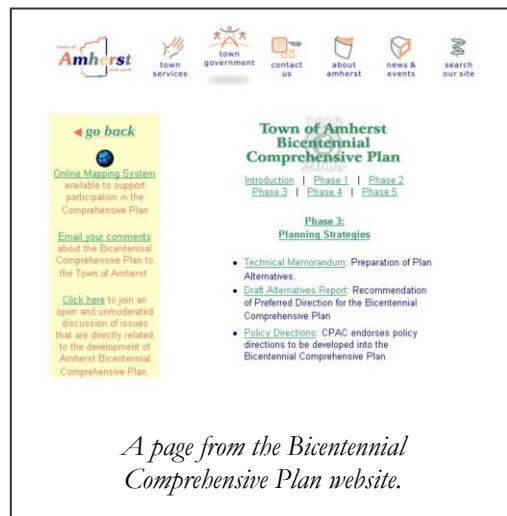 town of
Amherst
new york
town
services
town
government
contact
us
about
amherst
news &
events
search
our site
go back
Online Mapping System
available to support
participation in the
Comprehensive Plan
Email your comments
about the Bicentennial
Comprehensive Plan to
the Town of Amherst.
Click here to join an
open and unmoderated
discussion of issues
that are directly related
to the development of
Amherst Bicentennial
Comprehensive Plan.
Town of Amherst
Bicentennial
Comprehensive Plan
Introduction | Phase 1 | Phase 2
Phase 3 | Phase 4 | Phase 5
Phase 3:
Planning Strategies
• Technical Memorandum: Preparation of Plan
Alternatives.
• Draft Alternatives Report: Recommendation
of Preferred Direction for the Bicentennial
Comprehensive Plan
• Policy Directions: CPAC endorses policy
directions to be developed into the
Bicentennial Comprehensive Plan
A page from the Bicentennial
Comprehensive Plan website.